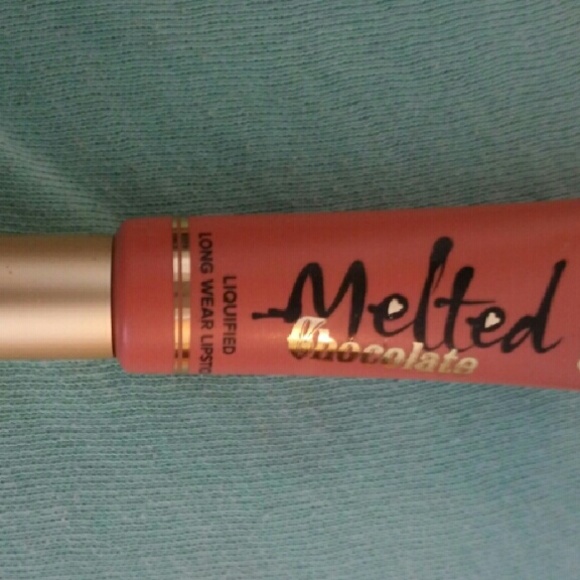 Melted
Chocolate
LIQUIFIED
LONG WEAR LIPSTI